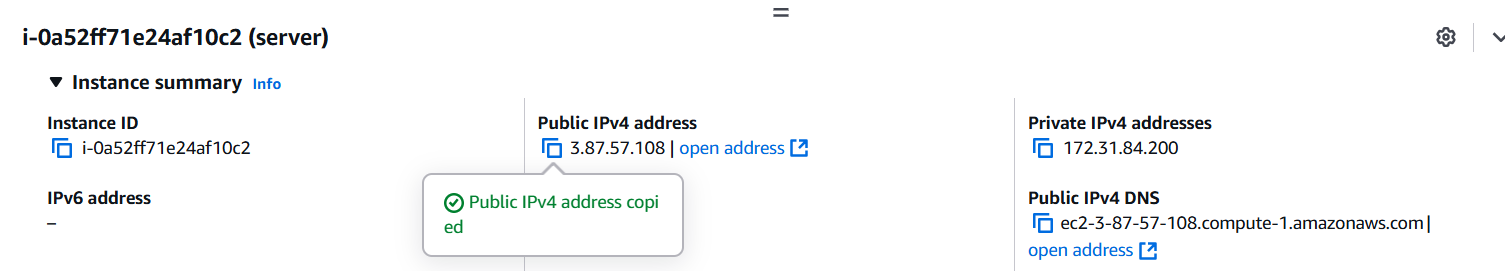 i-0a52ff71e24af10c2 (server)
Instance summary Info
Instance ID
i-0a52ff71e24af10c2
Public IPv4 address
3.87.57.108 | open address
Private IPv4 addresses
172.31.84.200
IPv6 address
–
Public IPv4 address copi
ed
Public IPv4 DNS
ec2-3-87-57-108.compute-1.amazonaws.com |
open address